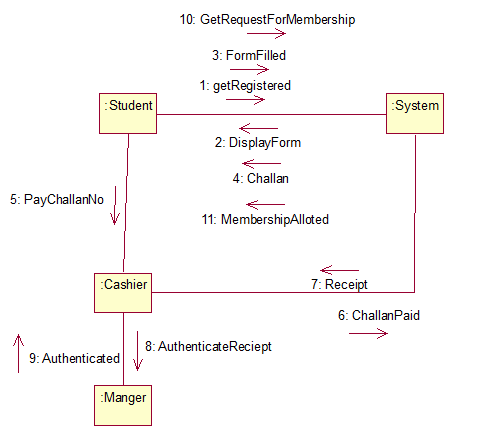 10: GetRequestForMembership
3: FormFilled
1: getRegistered
:Student
:System
2: DisplayForm
4: Challan
5: PayChallanNo
11: MembershipAlloted
:Cashier
7: Receipt
6: ChallanPaid
8: AuthenticateReciept
9: Authenticated
:Manger